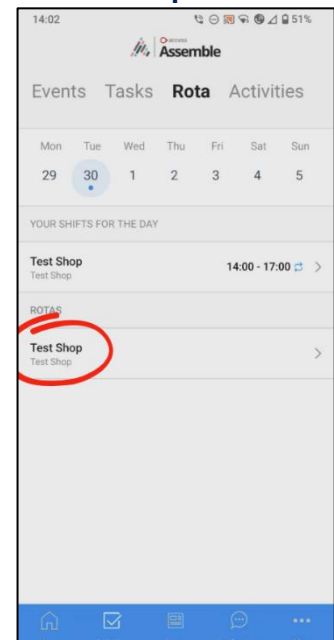 14:02 51%
access
Assemble
Events Tasks Rota Activities
Mon Tue Wed Thu Fri Sat Sun
29 30 1 2 3 4 5
YOUR SHIFTS FOR THE DAY
Test Shop 14:00 - 17:00
Test Shop
ROTAS
Test Shop
Test Shop